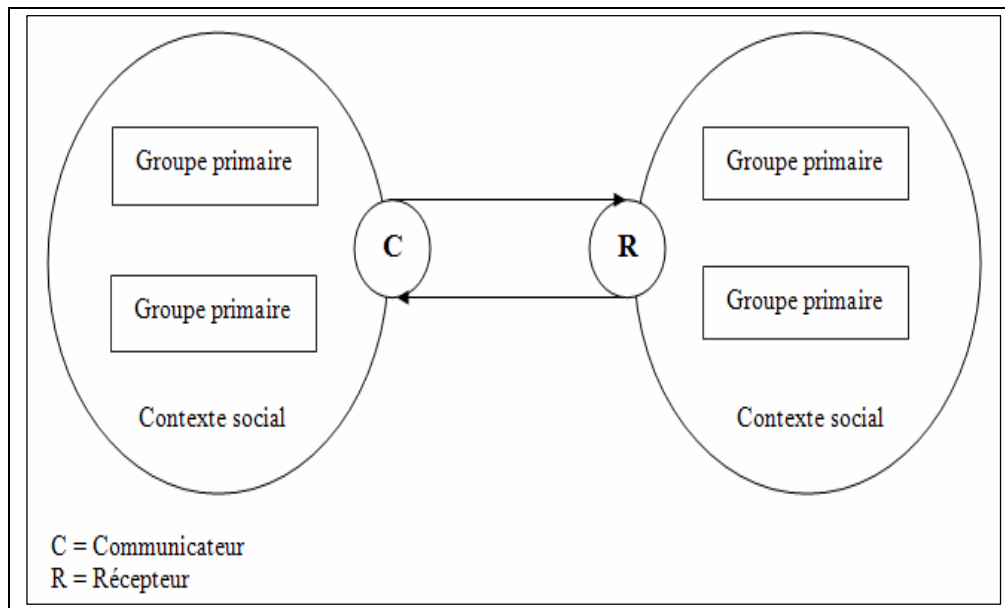 Groupe primaire
Groupe primaire
C
R
Groupe primaire
Groupe primaire
Contexte social
Contexte social
C = Communicateur
R = Récepteur